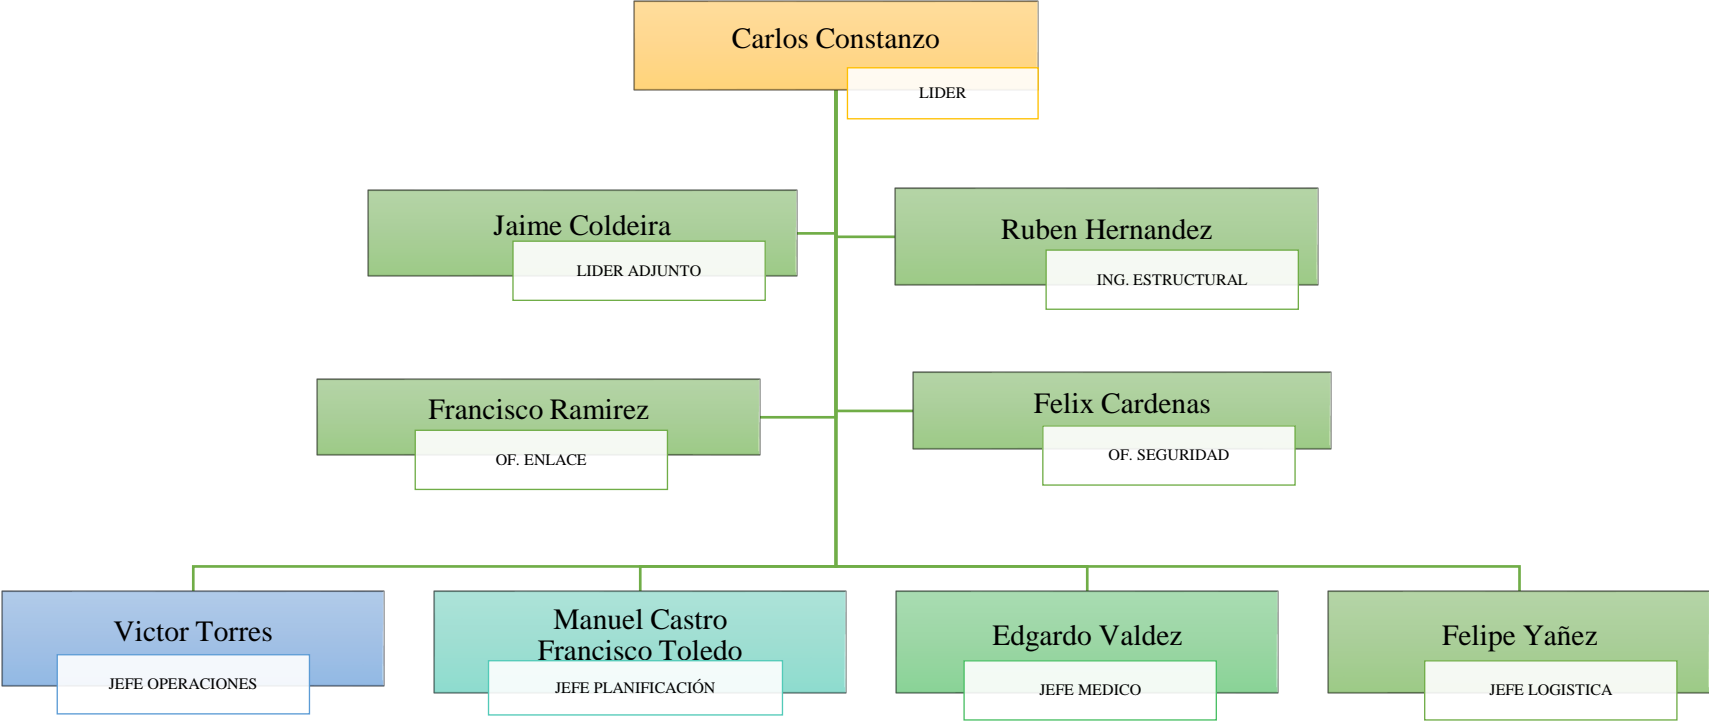 Carlos Constanzo
LIDER
Jaime Coldeira
LIDER ADJUNTO
Ruben Hernandez
ING. ESTRUCTURAL
Francisco Ramirez
OF. ENLACE
Felix Cardenas
OF. SEGURIDAD
Victor Torres
JEFE OPERACIONES
Manuel Castro
Francisco Toledo
JEFE PLANIFICACIÓN
Edgardo Valdez
JEFE MEDICO
Felipe Yañez
JEFE LOGISTICA